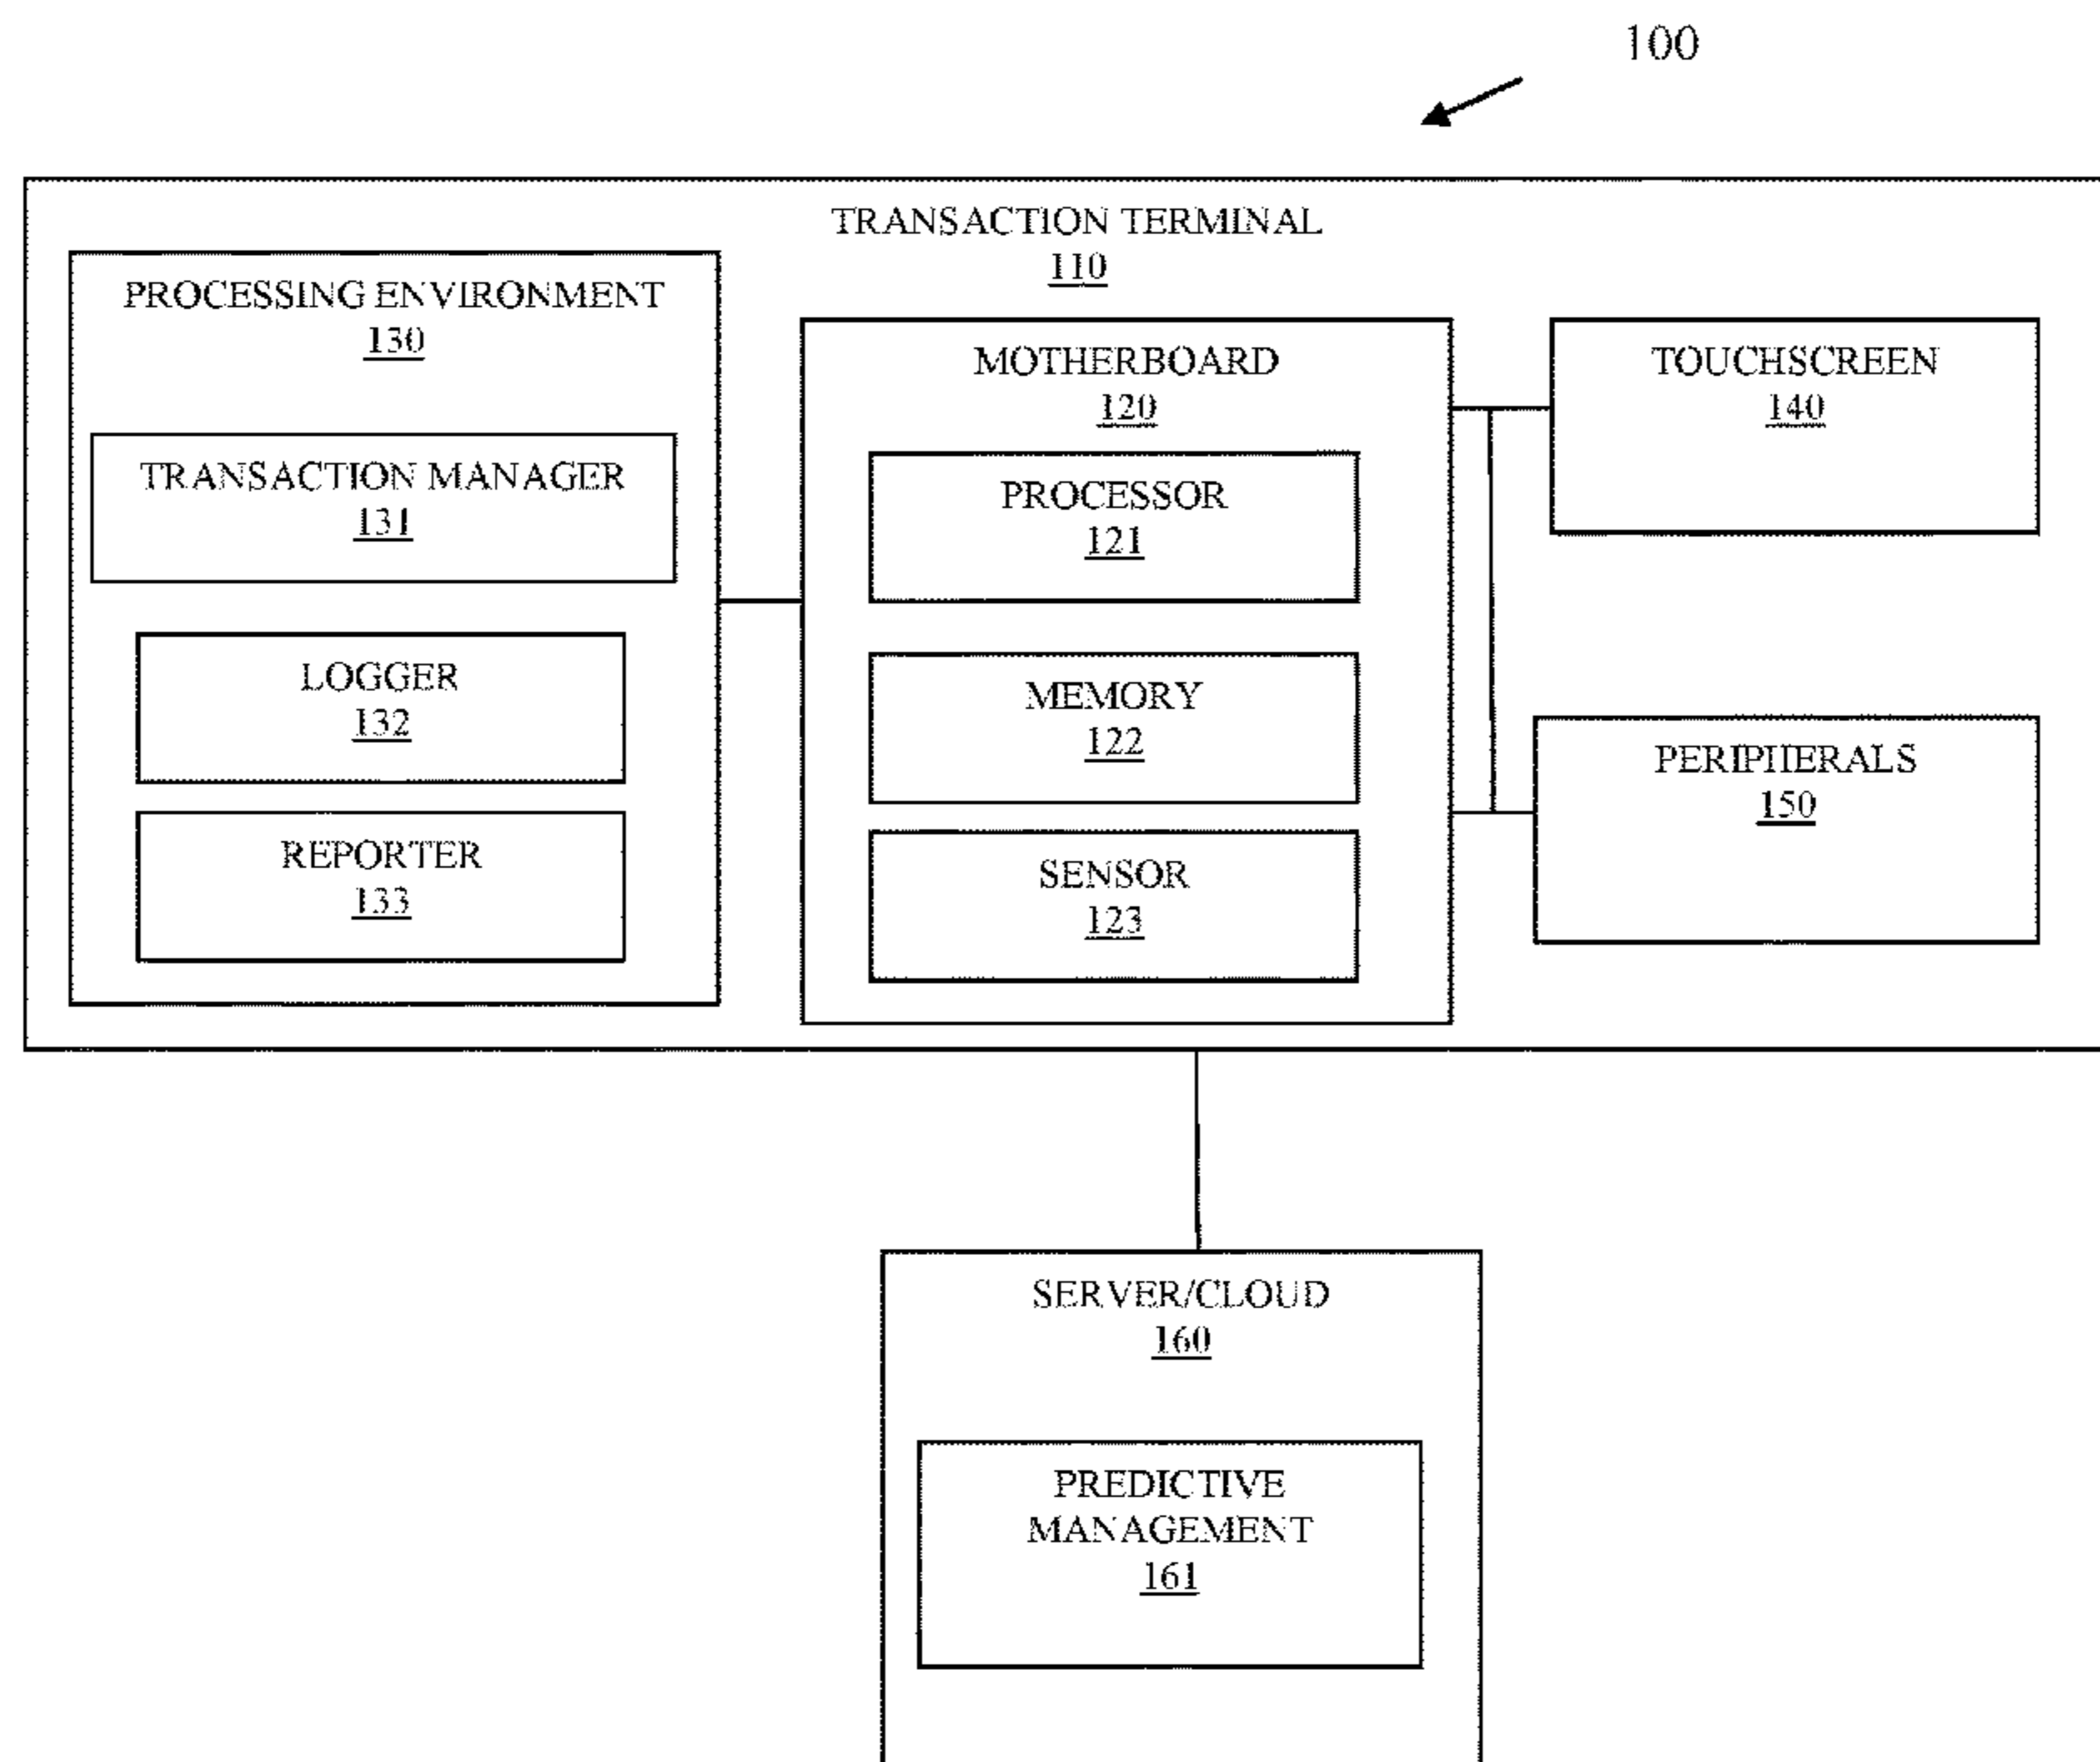 100
TRANSACTION TERMINAL
110
PROCESSING ENVIRONMENT
130
TRANSACTION MANAGER
131
LOGGER
132
REPORTER
133
MOTHERBOARD
120
PROCESSOR
121
MEMORY
122
SENSOR
123
TOUCHSCREEN
140
PERIPHERALS
150
SERVER/CLOUD
160
PREDICTIVE
MANAGEMENT
161